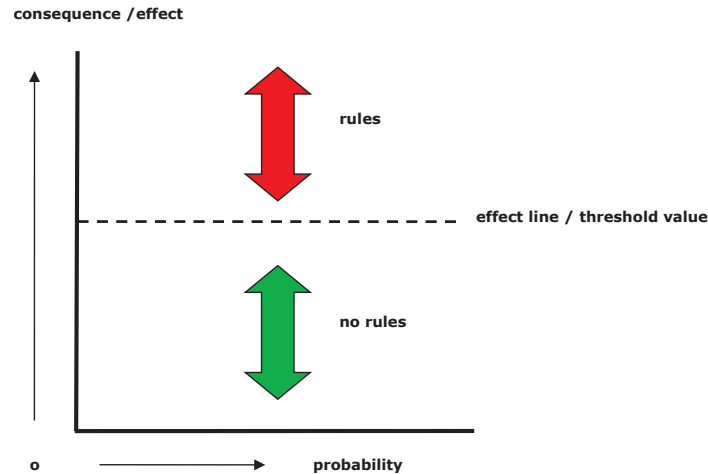 consequence /effect
rules
effect line / threshold value
no rules
o
probability